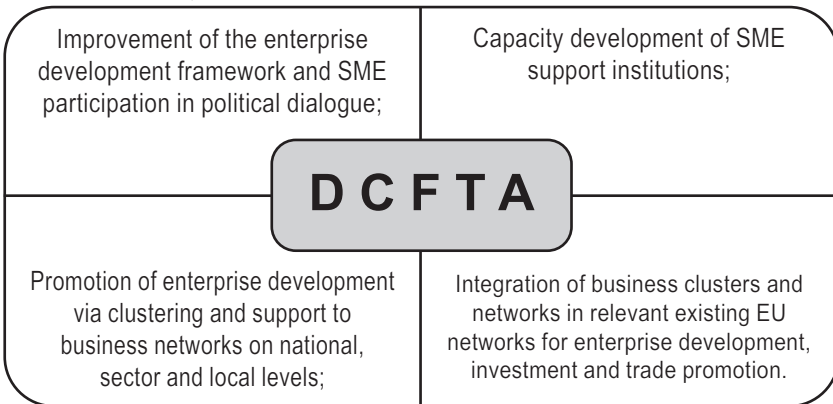 Improvement of the enterprise
development framework and SME
participation in political dialogue;
Capacity development of SME
support institutions;
D C F T A
Promotion of enterprise development
via clustering and support to
business networks on national,
sector and local levels;
Integration of business clusters and
networks in relevant existing EU
networks for enterprise development,
investment and trade promotion.